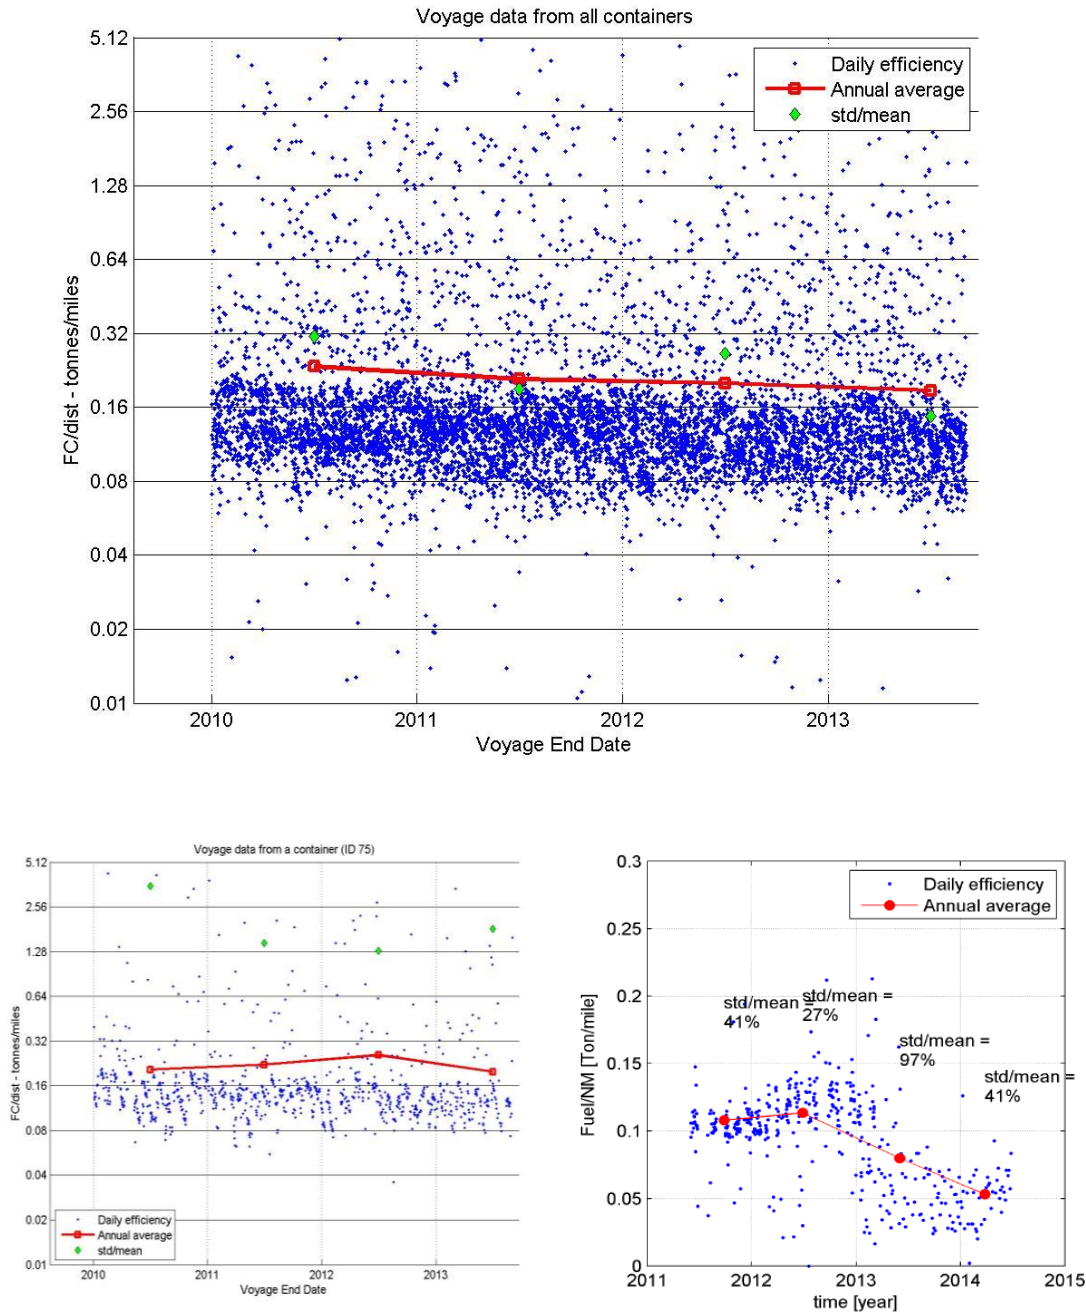 Voyage data from all containers
5.12
2.56
1.28
0.64
0.32
0.16
0.08
0.04
0.02
0.01
FC/dist - tonnes/miles
Daily efficiency
Annual average
std/mean
2010 2011 2012 2013
Voyage End Date
Voyage data from a container (ID 75)
5.12
2.56
1.28
0.64
0.32
0.16
0.08
0.04
0.02
0.01
FC/dist - tonnes/miles
Daily efficiency
Annual average
std/mean
2010 2011 2012 2013
Voyage End Date
0.3
0.25
0.2
0.15
0.1
0.05
0
Fuel/NM [Ton/mile]
Daily efficiency
Annual average
std/mean =
41%
std/mean =
27%
std/mean =
97%
std/mean =
41%
2011 2012 2013 2014 2015
time [year]